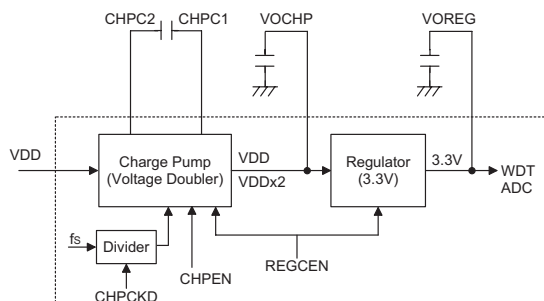 CHPC2 CHPC1 VOCHP VOREG
VDD
Charge Pump
(Voltage Doubler)
VDD
VDDx2
Regulator
(3.3V)
3.3V
WDT
ADC
fS
Divider
CHPEN
REGCEN
CHPCKD